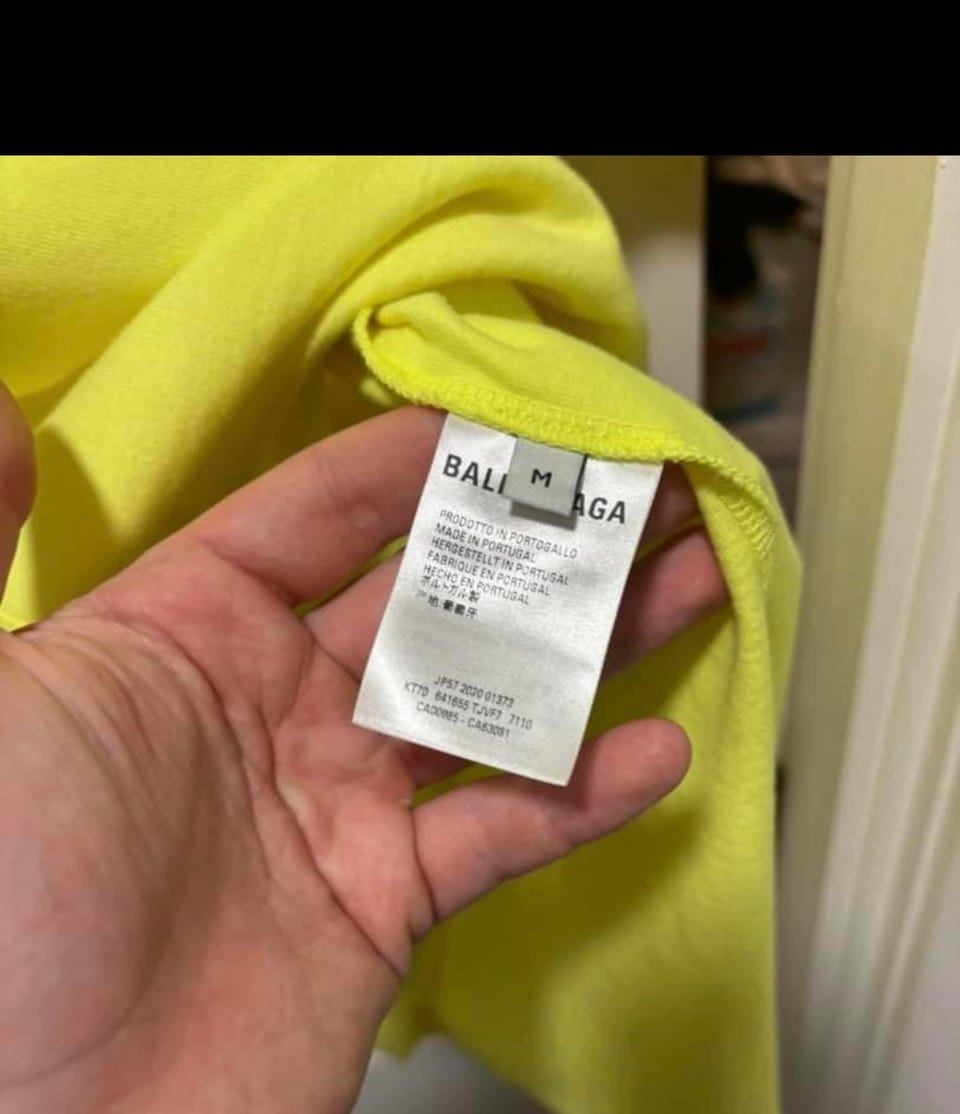 M
BAL AGA
PRODOTTO IN PORTOGALLO
MADE IN PORTUGAL
HERGESTELLT IN PORTUGAL
FABRIQUE EN PORTUGAL
HECHO EN PORTUGAL
ポルトガル製
产地:葡萄牙
JP57 2020 01373
KT70 641655 TJVF7 7110
CA00985 - CA63091